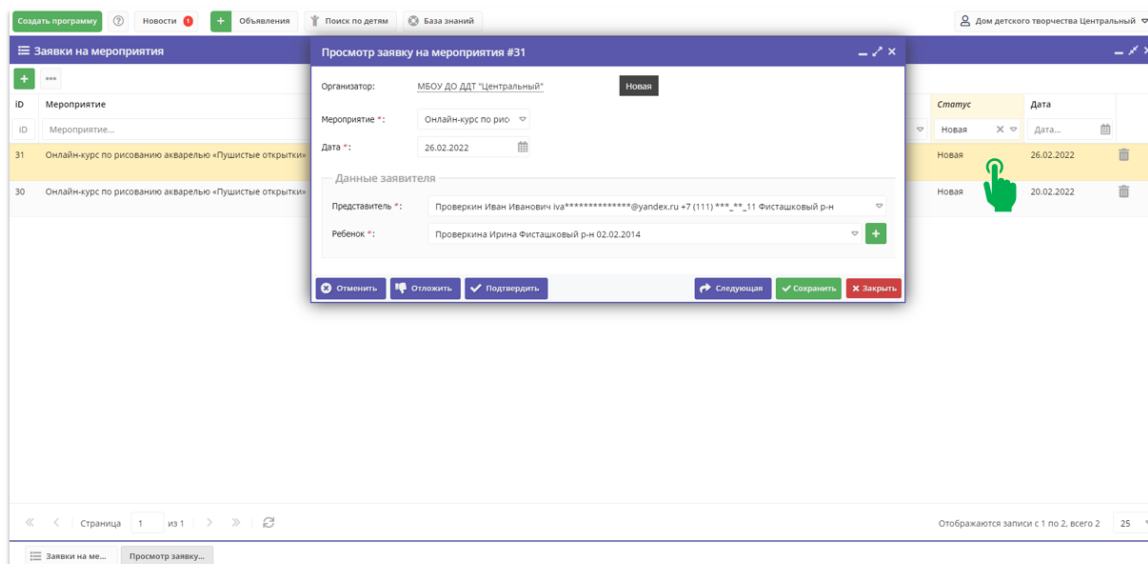 Создать программу ? Новости 1 + Объявления Поиск по детям База знаний Дом детского творчества Центральный
Заявки на мероприятия
Просмотр заявку на мероприятия #31
Организатор: МБОУ ДО ДДТ "Центральный" Новая
Мероприятие *: Онлайн-курс по рис
Дата *: 26.02.2022
Данные заявителя
Представитель *: Проверкин Иван Иванович iva**************@yandex.ru +7 (111) ***_**_11 Фисташковый р-н
Ребенок *: Проверкина Ирина Фисташковый р-н 02.02.2014 +
Отменить Отложить Подтвердить Следующая Сохранить Закрыть
iD Мероприятие Статус Дата
ID Мероприятие... Новая Дата...
31 Онлайн-курс по рисованию акварелью «Пушистые открытки» Новая 26.02.2022
30 Онлайн-курс по рисованию акварелью «Пушистые открытки» Новая 20.02.2022
Страница 1 из 1 Отображаются записи с 1 по 2, всего 2 25
Заявки на ме... Просмотр заявку...